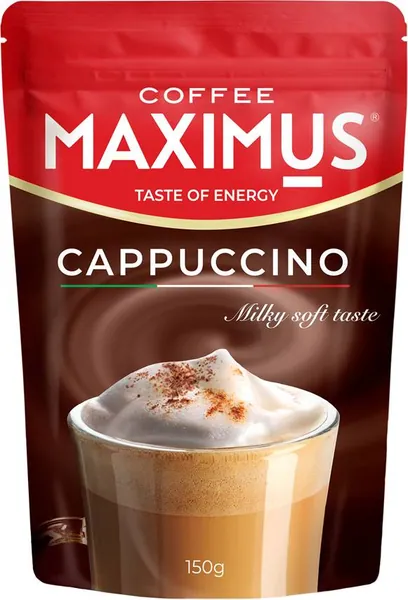 COFFEE
MAXIMUS®
TASTE OF ENERGY
CAPPUCCINO
Milky soft taste
150g